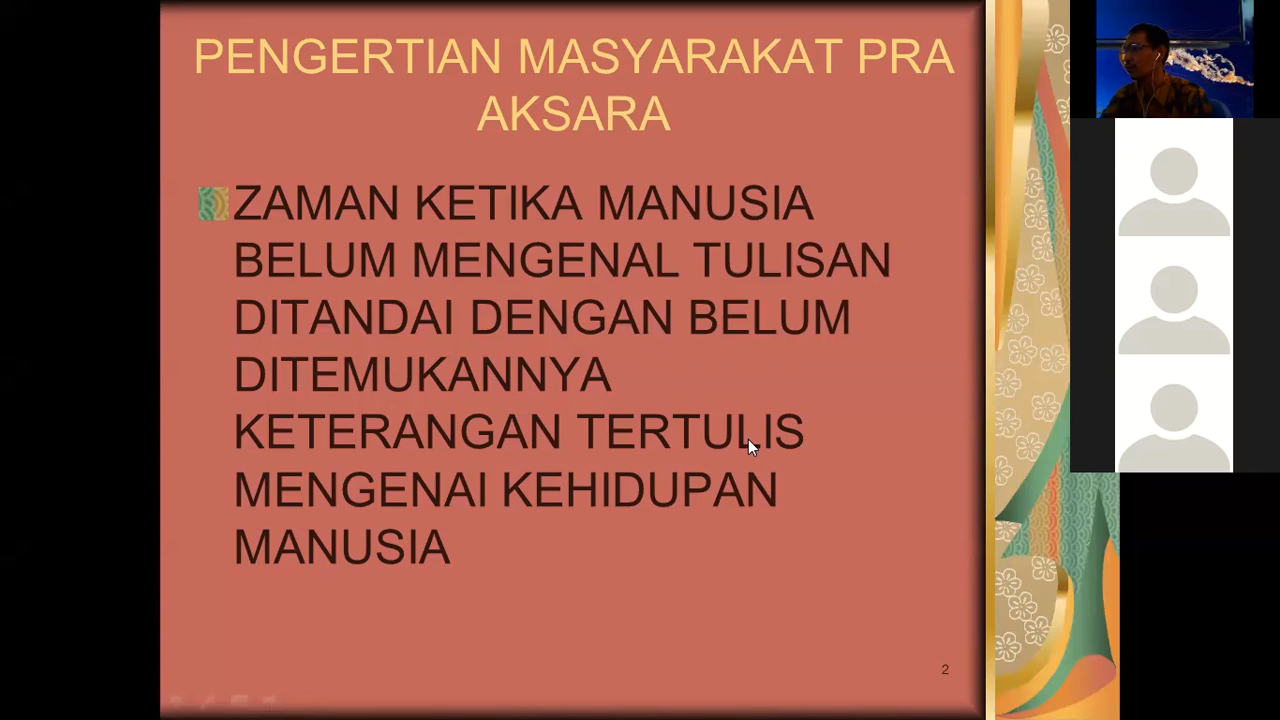 PENGERTIAN MASYARAKAT PRA
AKSARA
ZAMAN KETIKA MANUSIA
BELUM MENGENAL TULISAN
DITANDAI DENGAN BELUM
DITEMUKANNYA
KETERANGAN TERTULIS
MENGENAI KEHIDUPAN
MANUSIA
2